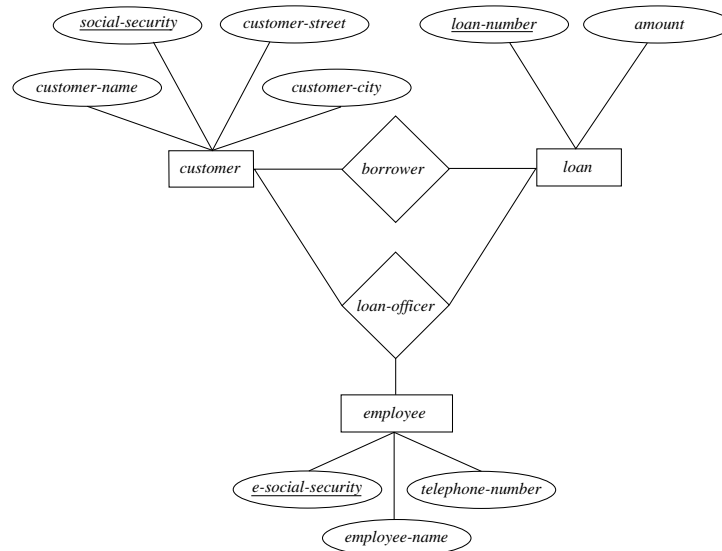 social-security
customer-street
loan-number
amount
customer-name
customer-city
customer
borrower
loan
loan-officer
employee
e-social-security
telephone-number
employee-name